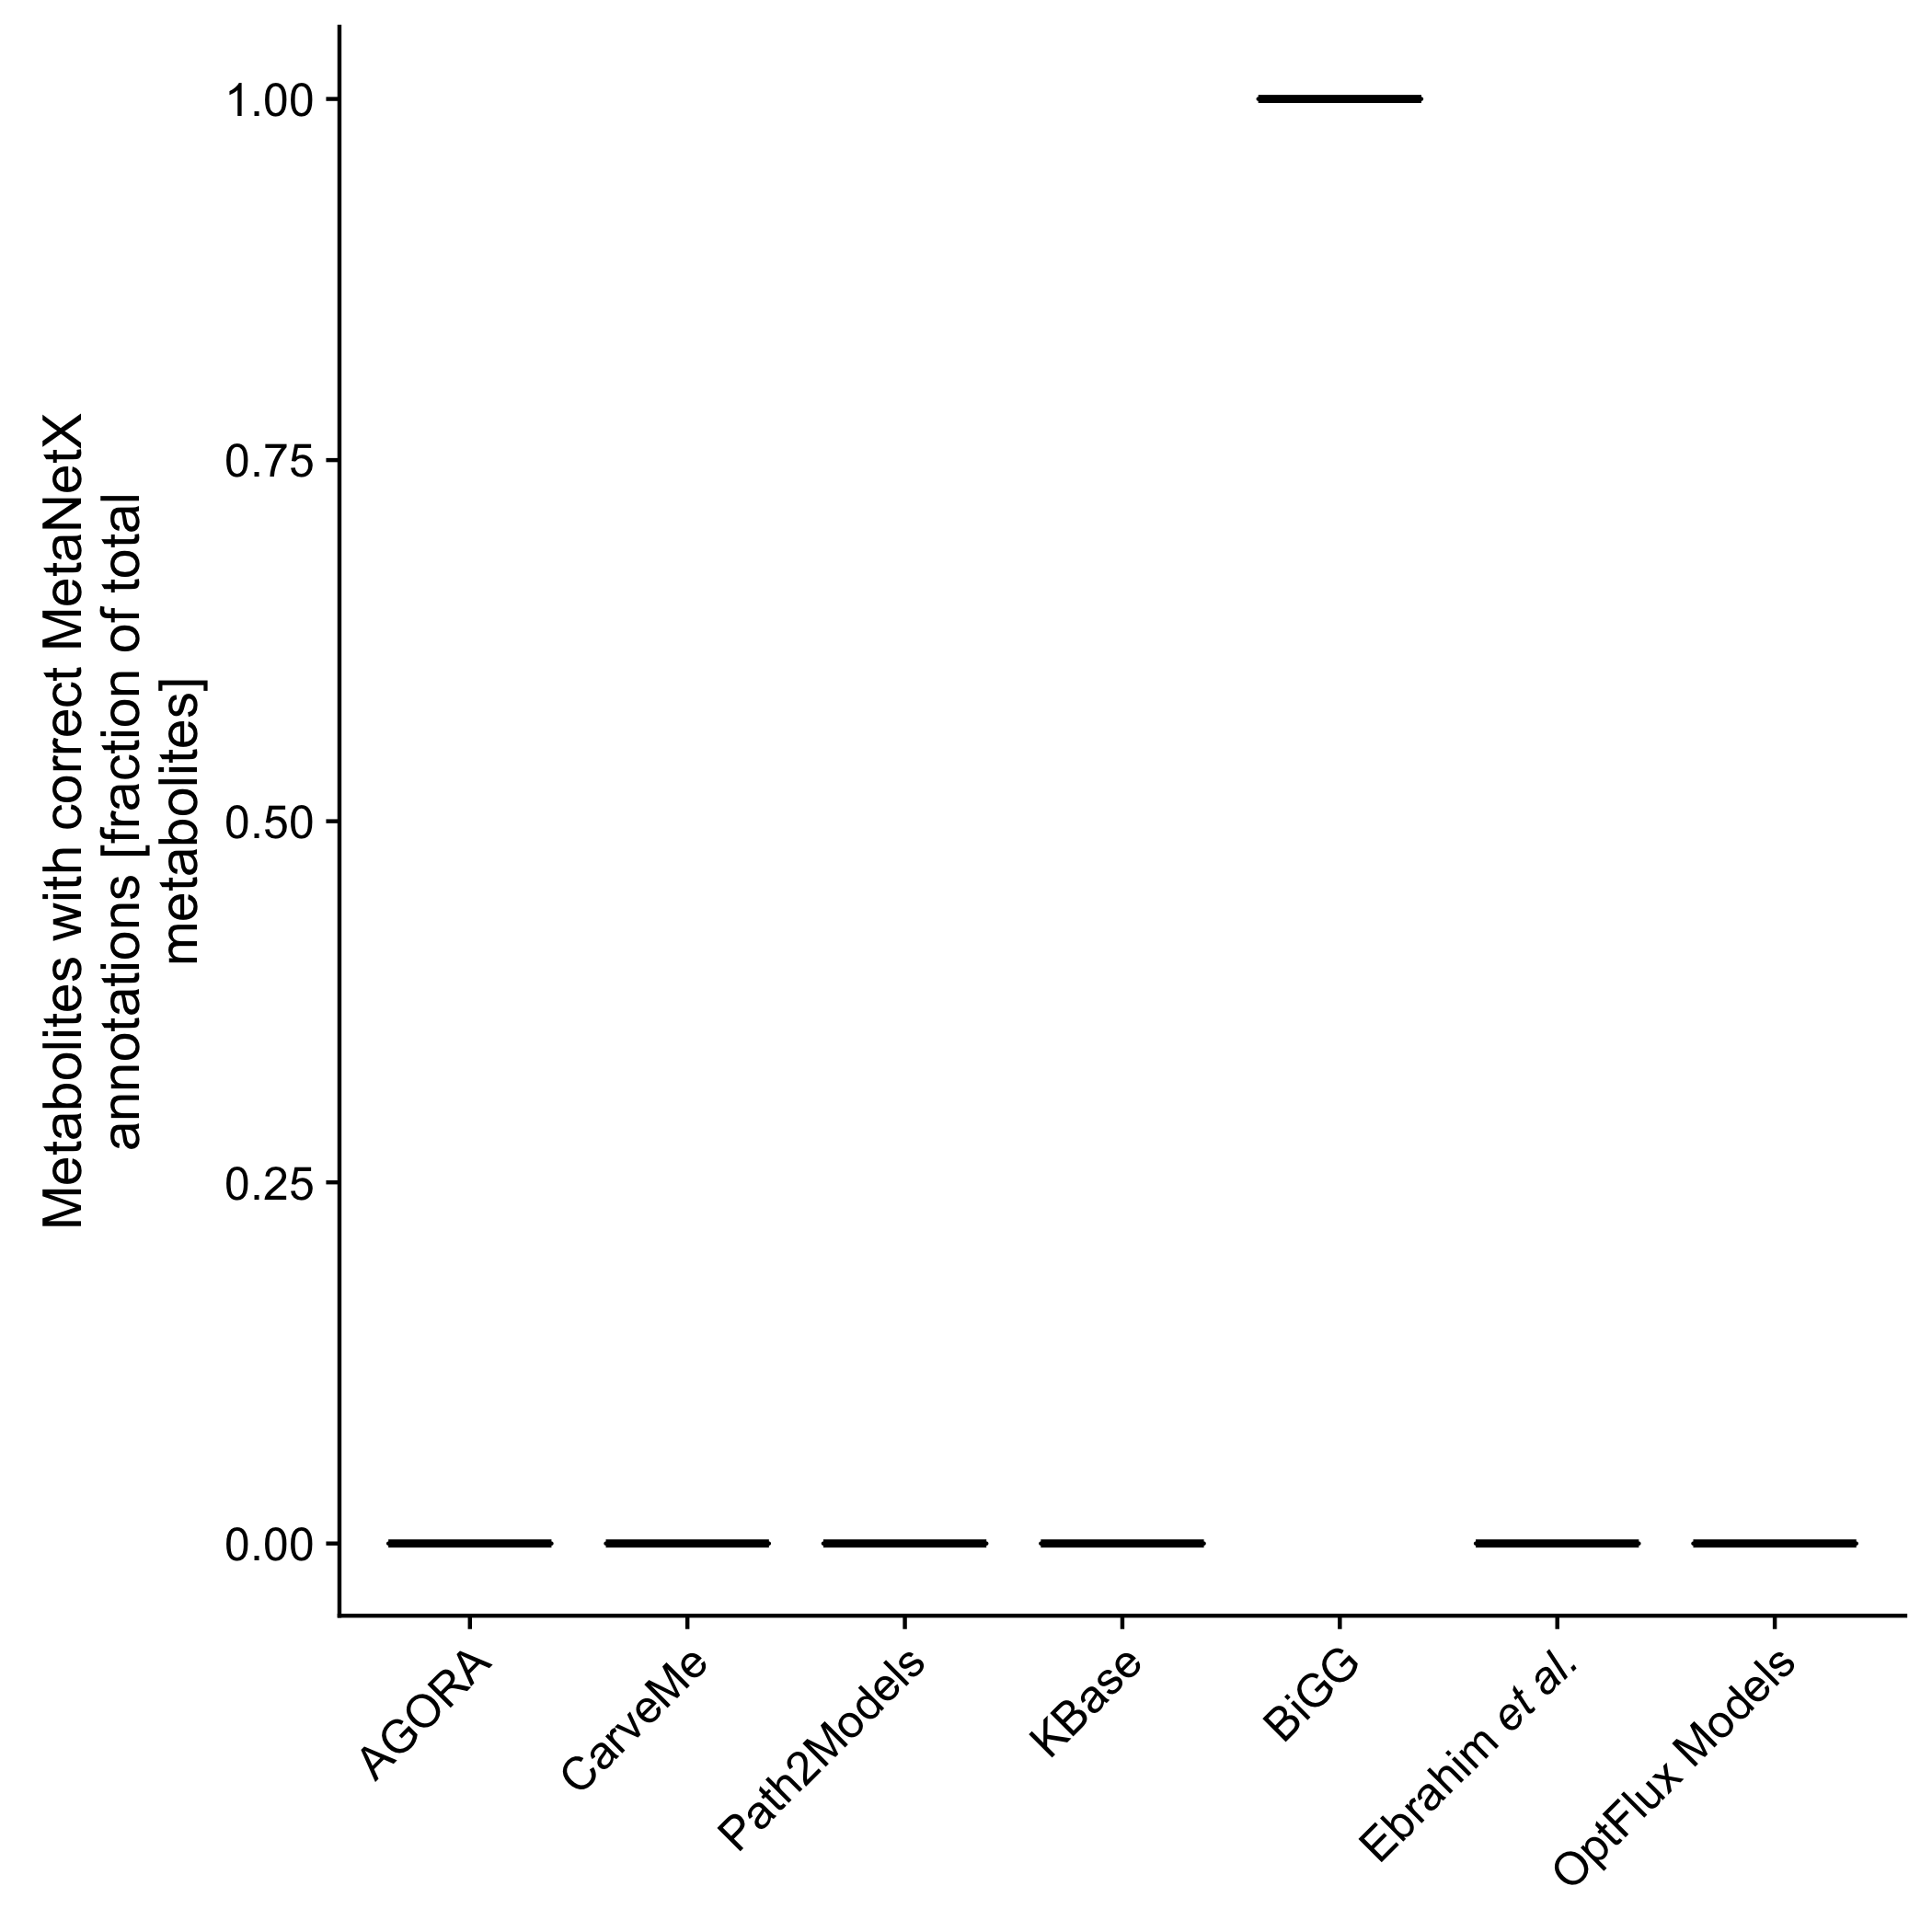 Metabolites with correct MetaNetX
annotations [fraction of total
metabolites]
1.00
0.75
0.50
0.25
0.00
AGORA
CarveMe
Path2Models
KBase
BiGG
Ebrahim et al.
OptFlux Models